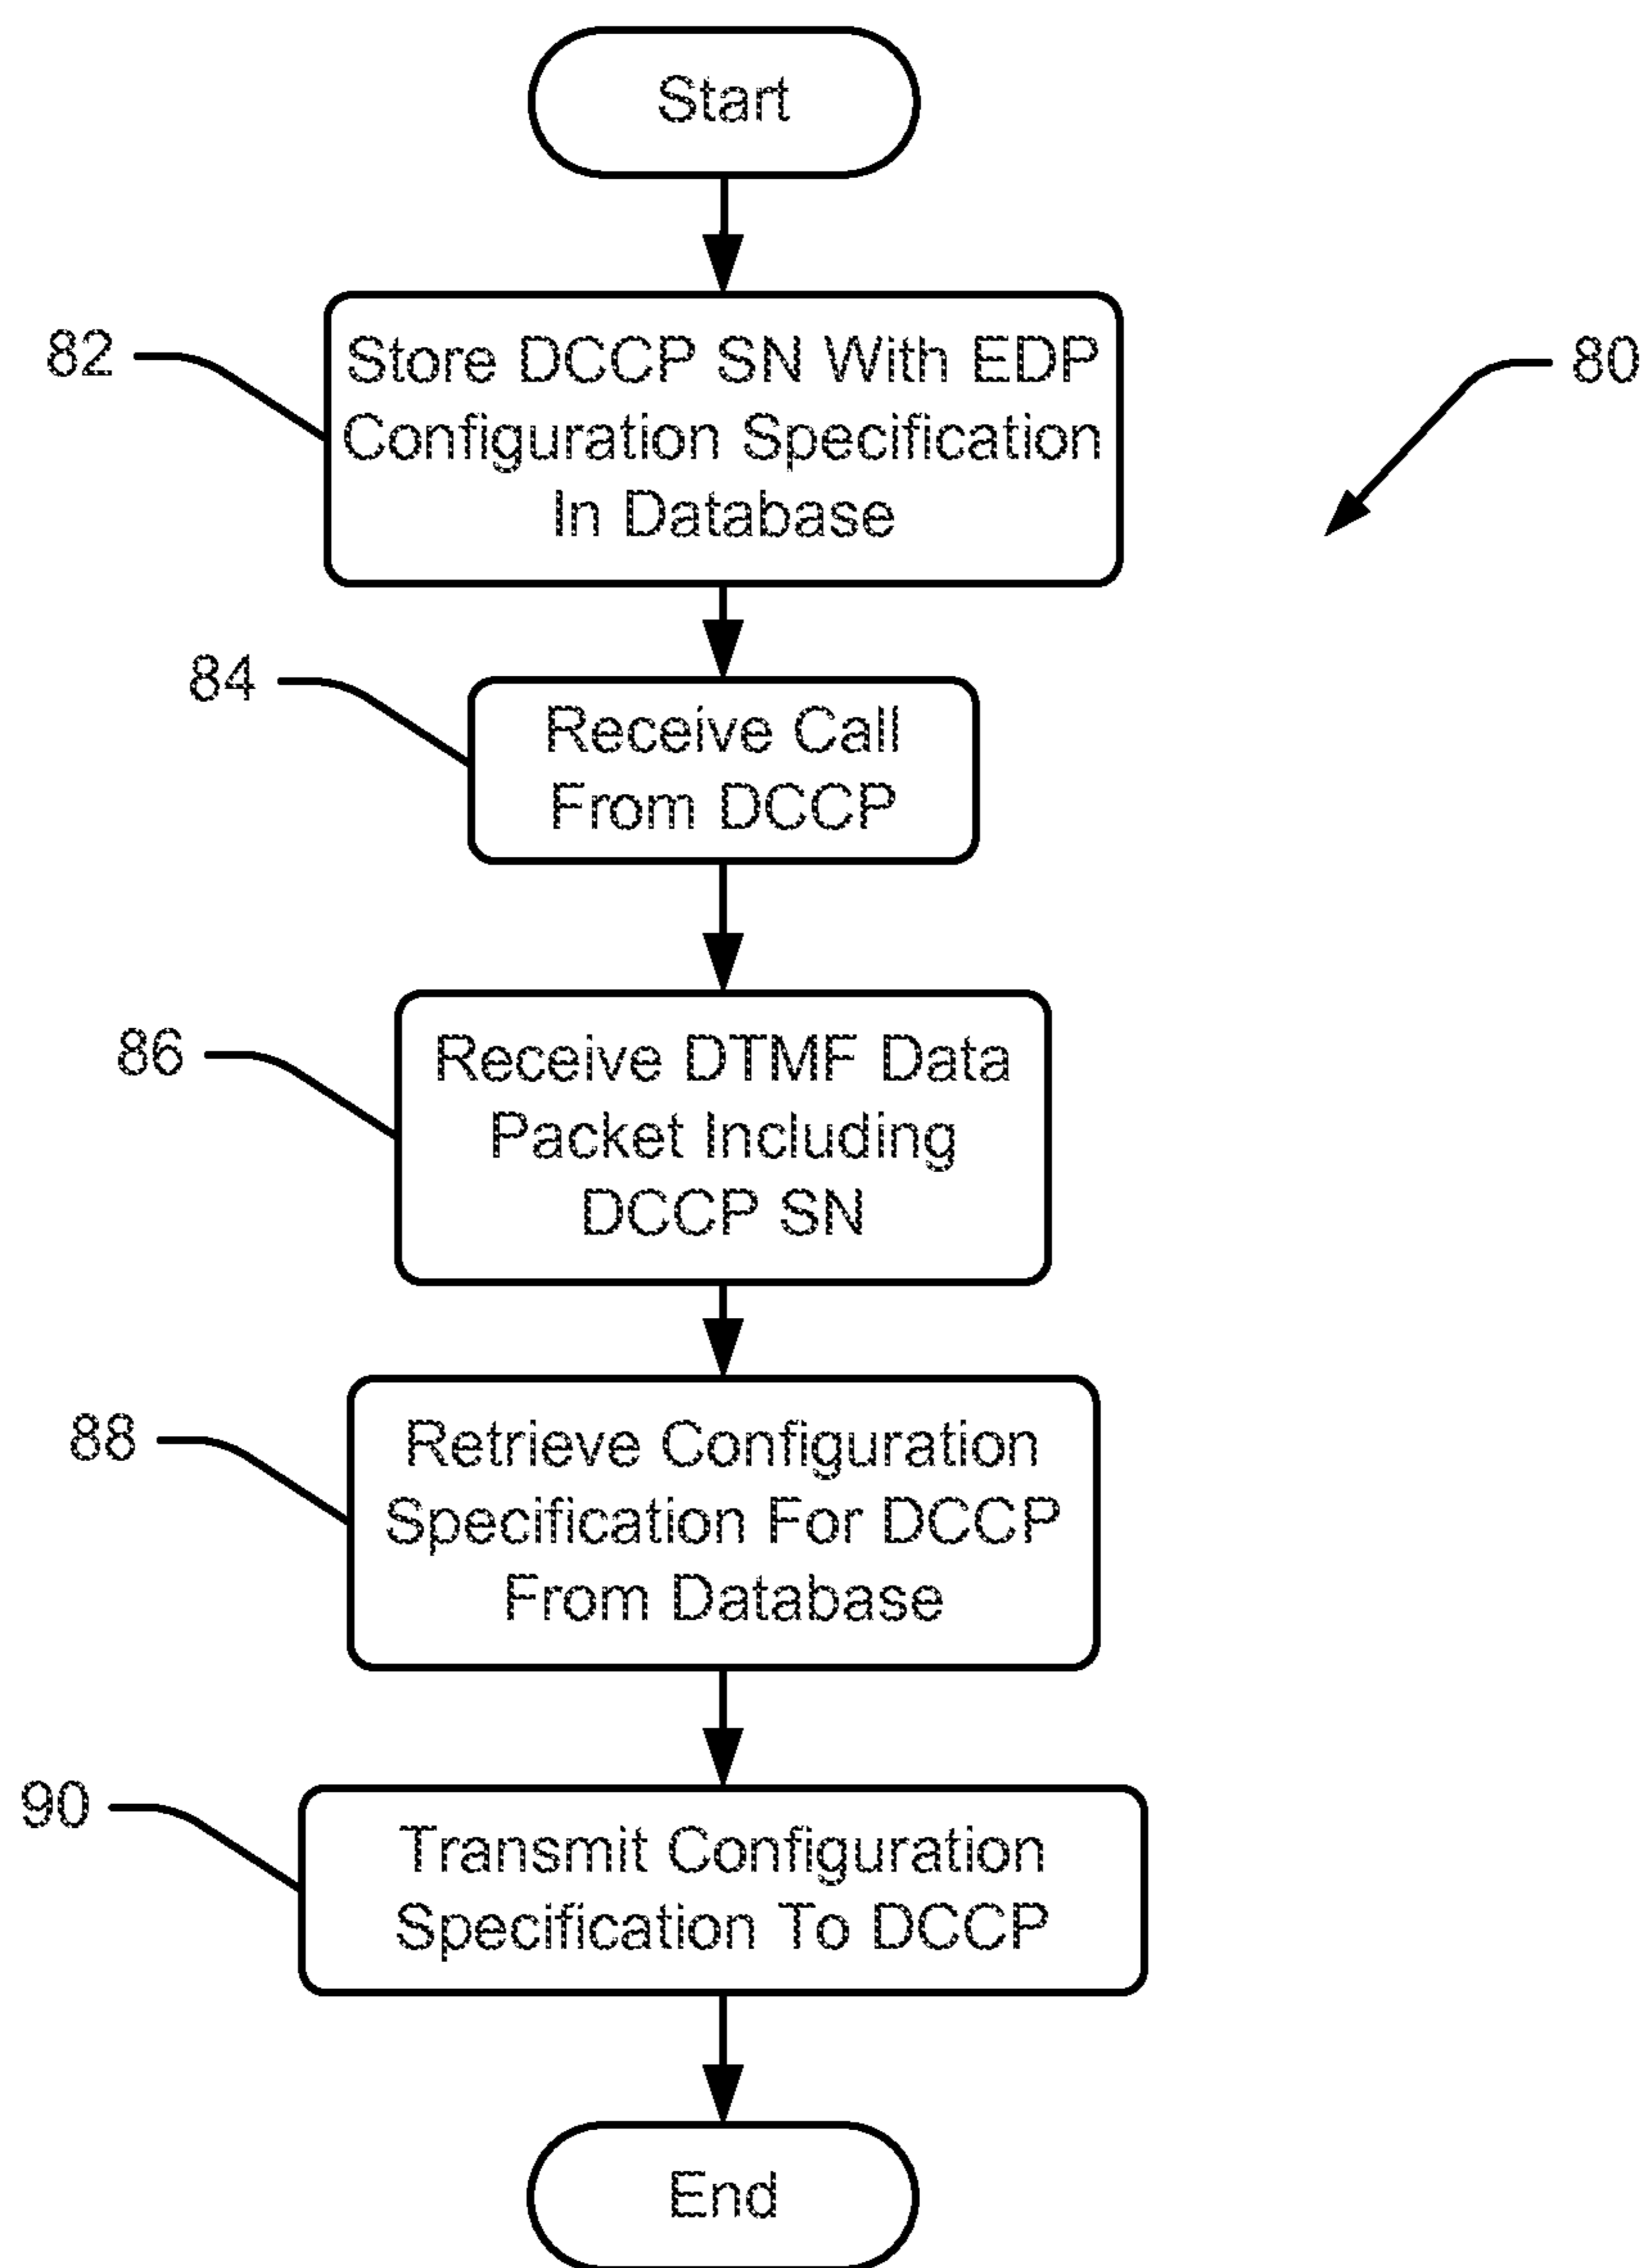 Start
82
Store DCCP SN With EDP
Configuration Specification
In Database
80
84
Receive Call
From DCCP
86
Receive DTMF Data
Packet Including
DCCP SN
88
Retrieve Configuration
Specification For DCCP
From Database
90
Transmit Configuration
Specification To DCCP
End